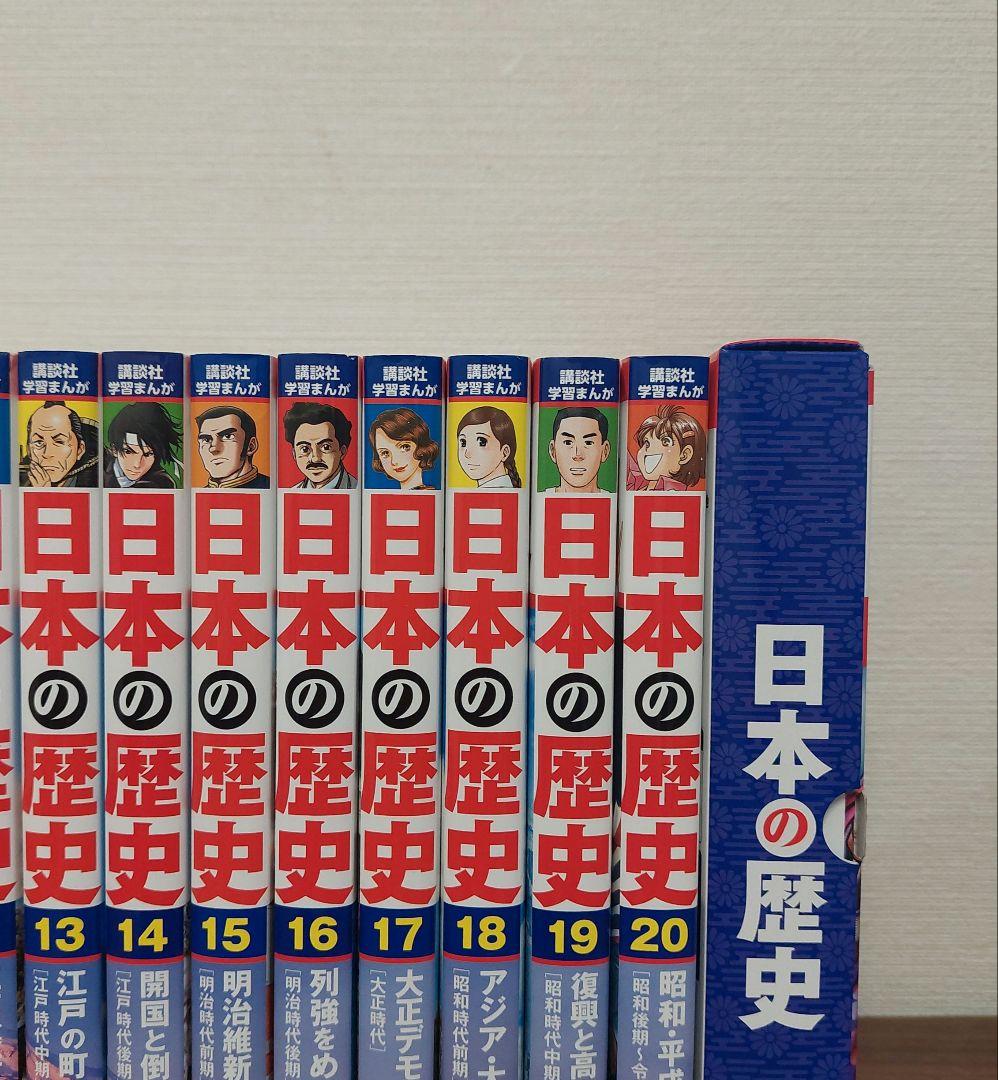 講談社
学習まんが
日本の歴史
13
江戸の町
[江戸時代中期
講談社
学習まんが
日本の歴史
14
開国と倒
[江戸時代後期
講談社
学習まんが
日本の歴史
15
明治維新
[明治時代前期
講談社
学習まんが
日本の歴史
16
列強をめ
[明治時代後期
講談社
学習まんが
日本の歴史
17
大正デモ
[大正時代]
講談社
学習まんが
日本の歴史
18
アジア・大
[昭和時代前期
講談社
学習まんが
日本の歴史
19
復興と高
[昭和時代中期
講談社
学習まんが
日本の歴史
20
昭和・平成
[昭和後期~令
日本の歴史